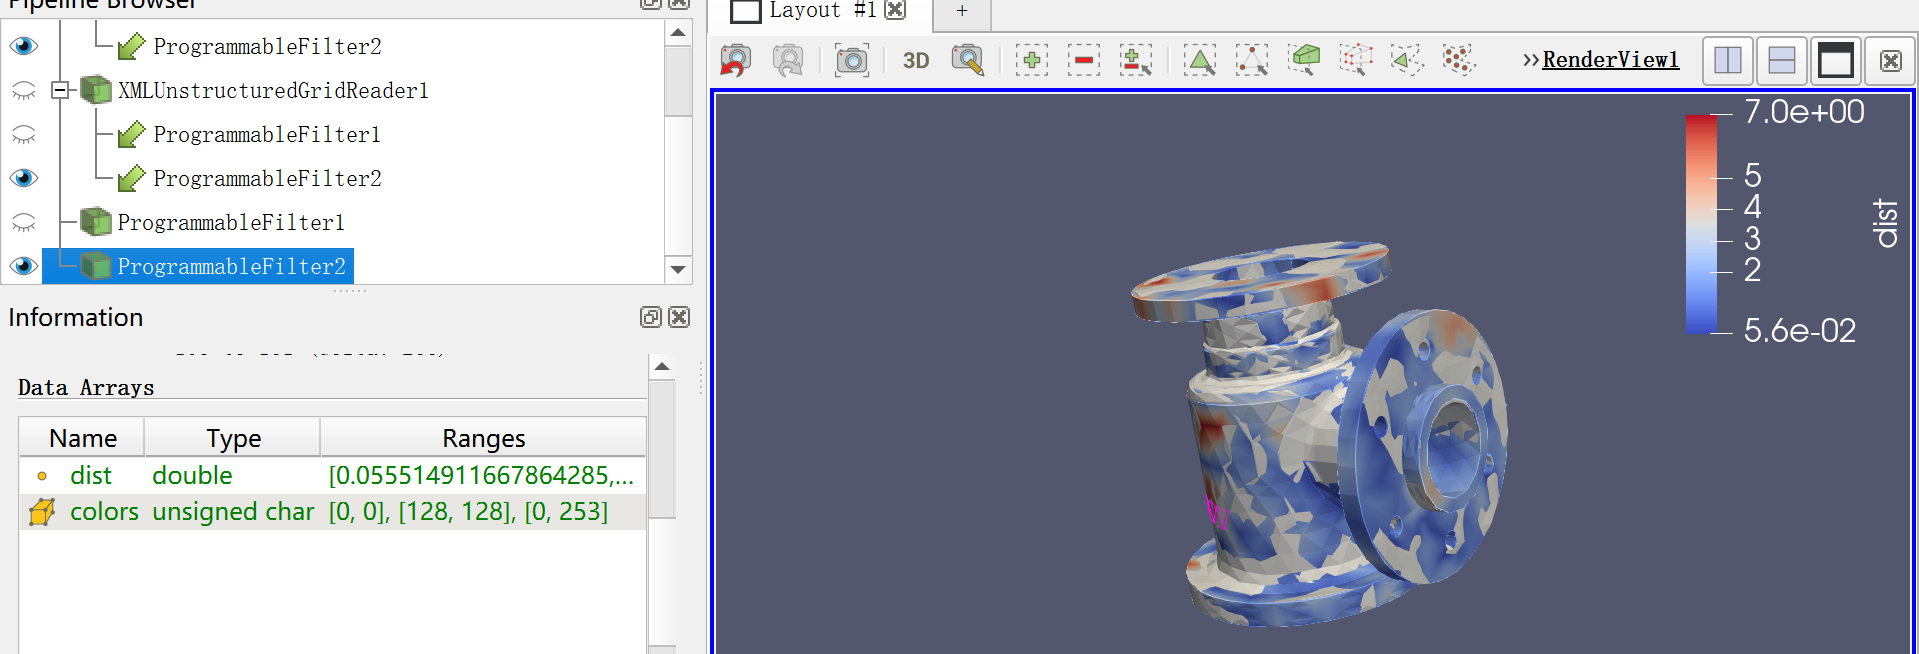 Pipeline Browser
ProgrammableFilter2
XMLUnstructuredGridReader1
ProgrammableFilter1
ProgrammableFilter2
ProgrammableFilter1
ProgrammableFilter2
Information
Data Arrays
Name Type Ranges
dist double [0.055514911667864285,...
colors unsigned char [0, 0], [128, 128], [0, 253]
Layout #1 +
3D >> RenderView1
7.0e+00
5
4
3
2
5.6e-02
dist